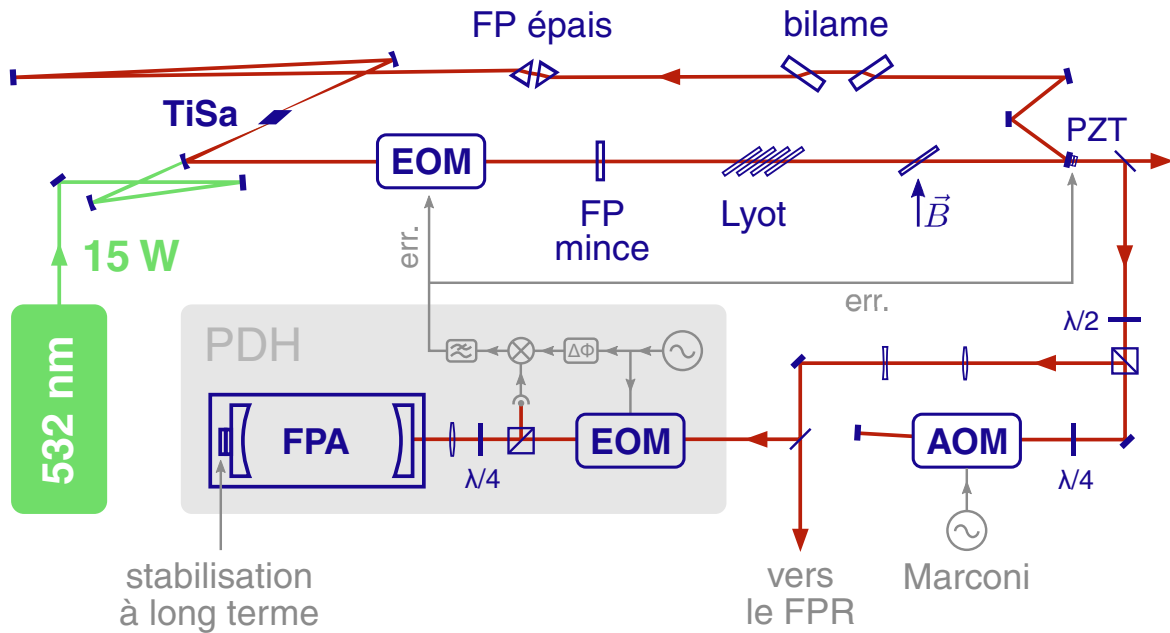 FP épais
bilame
TiSa
PZT
EOM
FP
mince
Lyot
B
15 W
err.
err.
532 nm
PDH
ΔΦ
λ/2
FPA
λ/4
EOM
AOM
λ/4
stabilisation
à long terme
vers
le FPR
Marconi